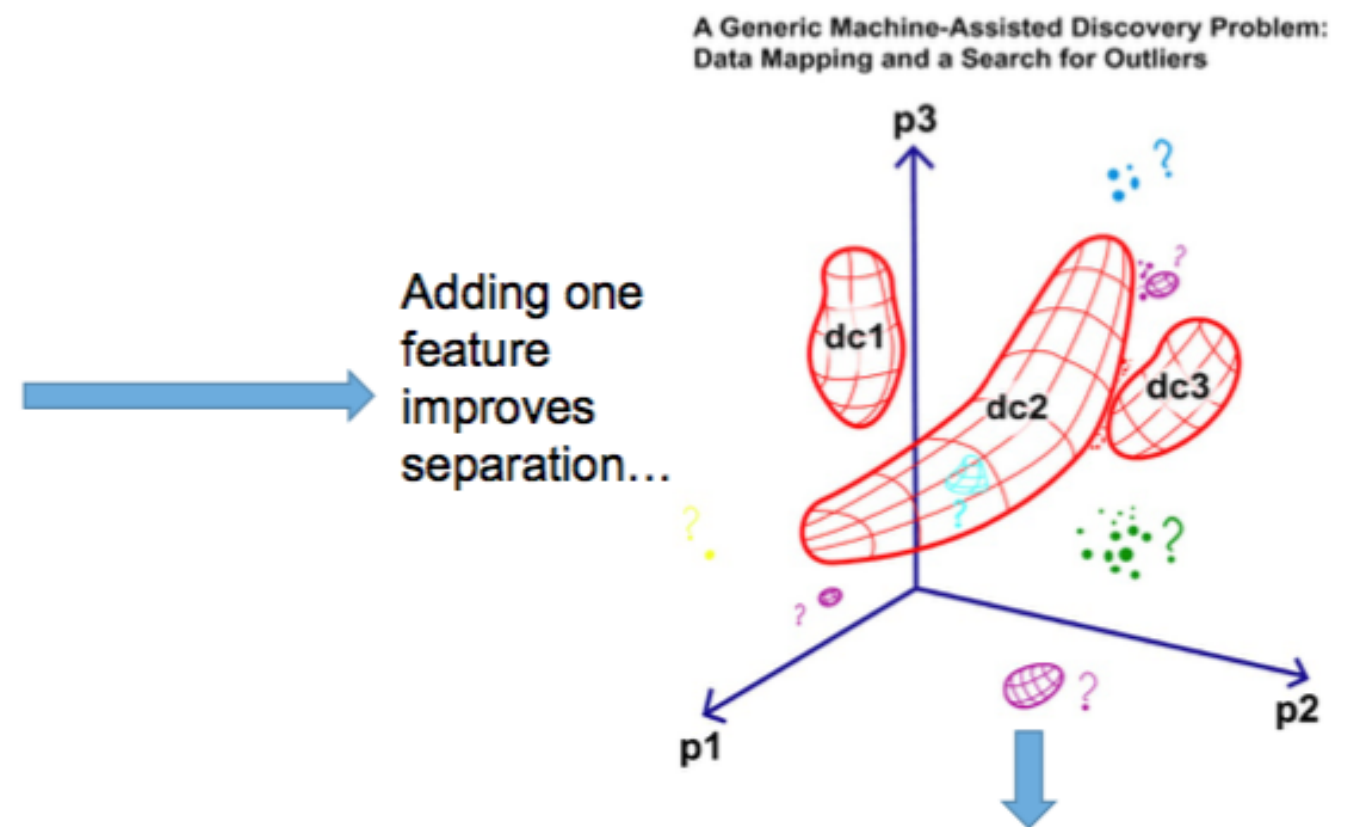 A Generic Machine-Assisted Discovery Problem:
Data Mapping and a Search for Outliers
p3
?
?
Adding one
feature
improves
separation...
dc1
dc3
dc2
?
?
?
?
?
p2
p1